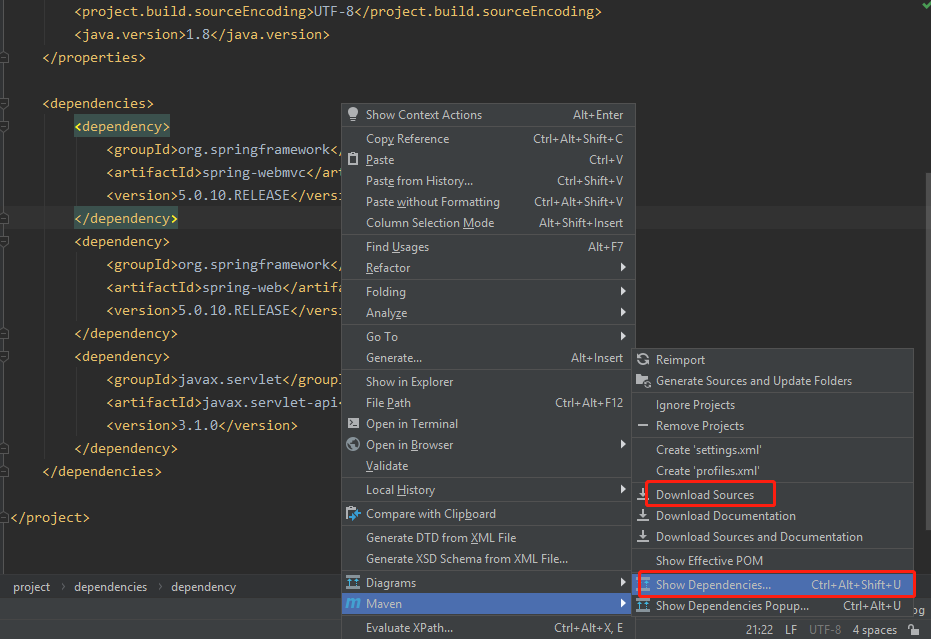 <project.build.sourceEncoding>UTF-8</project.build.sourceEncoding>
<java.version>1.8</java.version>
</properties>
<dependencies>
<dependency>
<groupId>org.springframework</
<artifactId>spring-webmvc</art
<version>5.0.10.RELEASE</versi
</dependency>
<dependency>
<groupId>org.springframework</
<artifactId>spring-web</artifa
<version>5.0.10.RELEASE</versi
</dependency>
<dependency>
<groupId>javax.servlet</groupI
<artifactId>javax.servlet-api<
<version>3.1.0</version>
</dependency>
</dependencies>
</project>
project > dependencies > dependency
Show Context Actions Alt+Enter
Copy Reference Ctrl+Alt+Shift+C
Paste Ctrl+V
Paste from History... Ctrl+Shift+V
Paste without Formatting Ctrl+Alt+Shift+V
Column Selection Mode Alt+Shift+Insert
Find Usages Alt+F7
Refactor
Folding
Analyze
Go To
Generate... Alt+Insert
Show in Explorer
File Path Ctrl+Alt+F12
Open in Terminal
Open in Browser
Validate
Local History
Compare with Clipboard
Generate DTD from XML File
Generate XSD Schema from XML File...
Diagrams
Maven
Evaluate XPath... Ctrl+Alt+X, E
Reimport
Generate Sources and Update Folders
Ignore Projects
Remove Projects
Create 'settings.xml'
Create 'profiles.xml'
Download Sources
Download Documentation
Download Sources and Documentation
Show Effective POM
Show Dependencies... Ctrl+Alt+Shift+U
Show Dependencies Popup... Ctrl+Alt+U
og
21:22 LF UTF-8 4 spaces